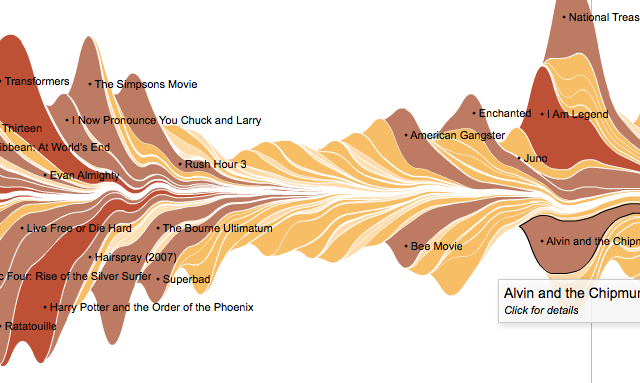 • National Treas
• Transformers
• The Simpsons Movie
• Enchanted
• I Am Legend
• I Now Pronounce You Chuck and Larry
Thirteen
• American Gangster
ibbean: At World's End
• Juno
• Rush Hour 3
• Evan Almighty
• Live Free or Die Hard
• The Bourne Ultimatum
• Bee Movie
• Alvin and the Chipm
• Hairspray (2007)
c Four: Rise of the Silver Surfer
• Superbad
Alvin and the Chipmun
Click for details
• Harry Potter and the Order of the Phoenix
• Ratatouille